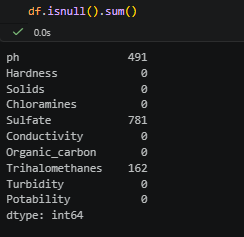 df.isnull().sum()
0.0s
ph 491
Hardness 0
Solids 0
Chloramines 0
Sulfate 781
Conductivity 0
Organic_carbon 0
Trihalomethanes 162
Turbidity 0
Potability 0
dtype: int64